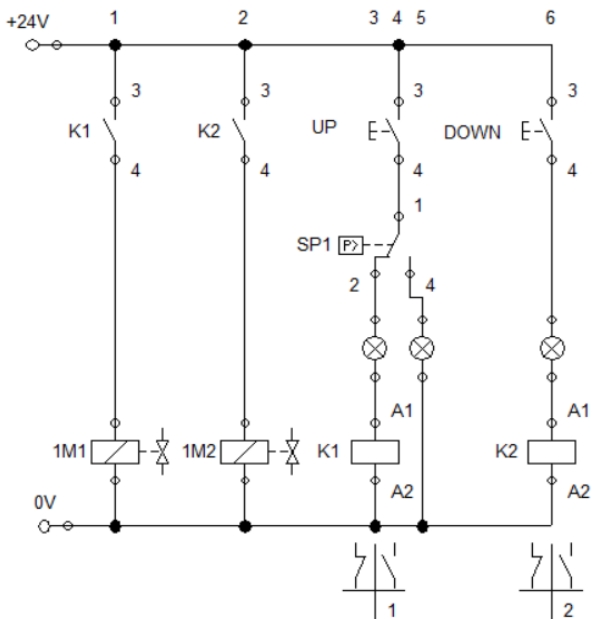 +24V 1 2 3 4 5 6
3 3 3 3
K1 K2 UP DOWN
4 4 4 4
1
SP1 P>
2 4
A1 A1
1M1 1M2 K1 K2
A2 A2
0V
1 2